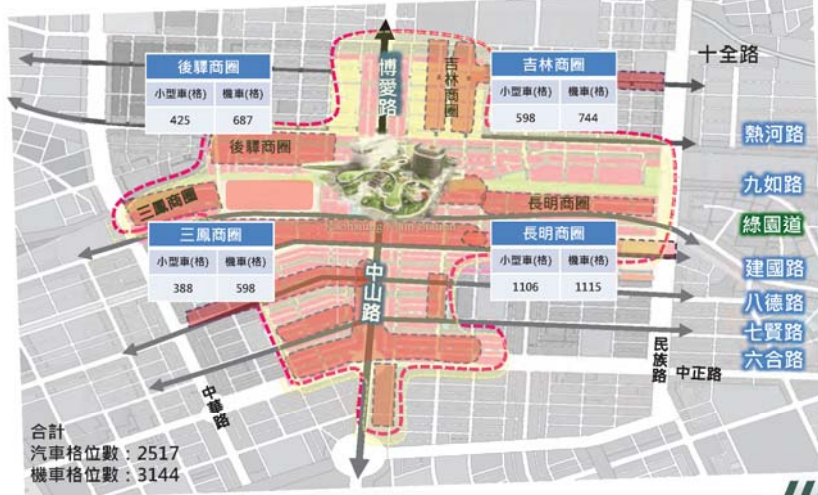 十全路
後驛商圈
小型車(格) 機車(格)
425 687
博愛路
吉林商圈
吉林商圈
小型車(格) 機車(格)
598 744
熱河路
後驛商圈
九如路
三鳳商圈
長明商圈
綠園道
三鳳商圈
小型車(格) 機車(格)
388 598
長明商圈
小型車(格) 機車(格)
1106 1115
中山路
建國路
八德路
七賢路
六合路
民族路
中正路
中華路
合計
汽車格位數：2517
機車格位數：3144